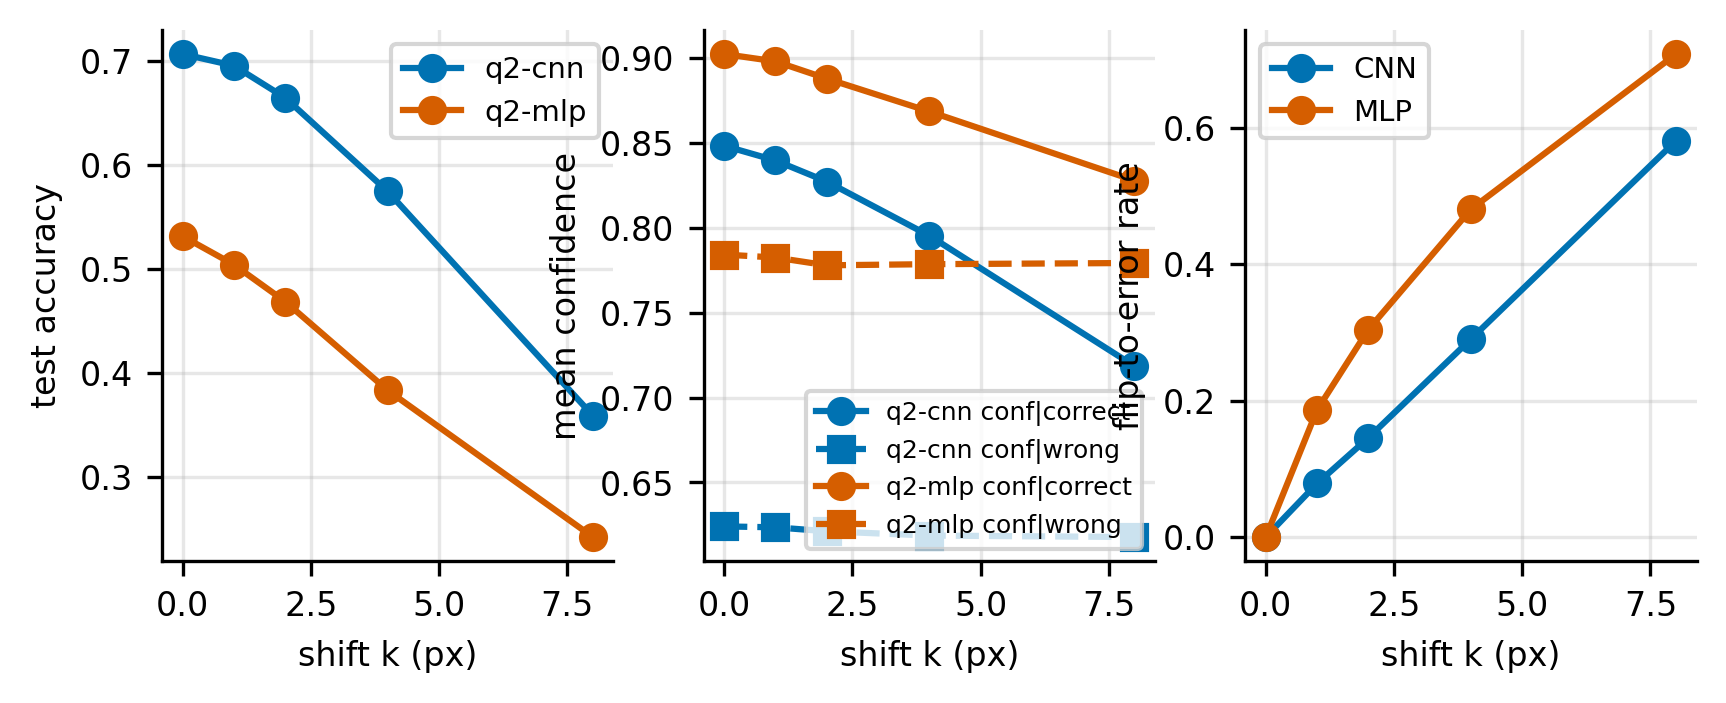 test accuracy
0.7
0.6
0.5
0.4
0.3
q2-cnn
q2-mlp
0.0 2.5 5.0 7.5
shift k (px)
mean confidence
0.90
0.85
0.80
0.75
0.70
0.65
q2-cnn conf|correct
q2-cnn conf|wrong
q2-mlp conf|correct
q2-mlp conf|wrong
0.0 2.5 5.0 7.5
shift k (px)
flip-to-error rate
0.6
0.4
0.2
0.0
CNN
MLP
0.0 2.5 5.0 7.5
shift k (px)